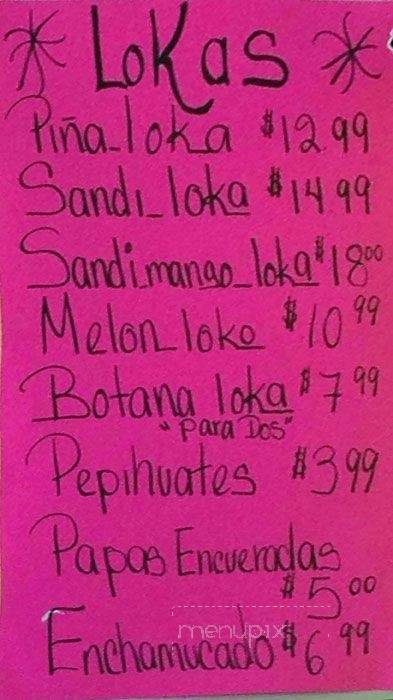 LOKAS
Piña_loka $12.99
Sandi_loka $14 99
Sandi_mango_loka $18 00
Melon_loko $10 99
Botana loka $7 99
"Para Dos"
Pepihuates $3 99
Papas Encueradas
$5 00
menupix
Enchamucado $6 99